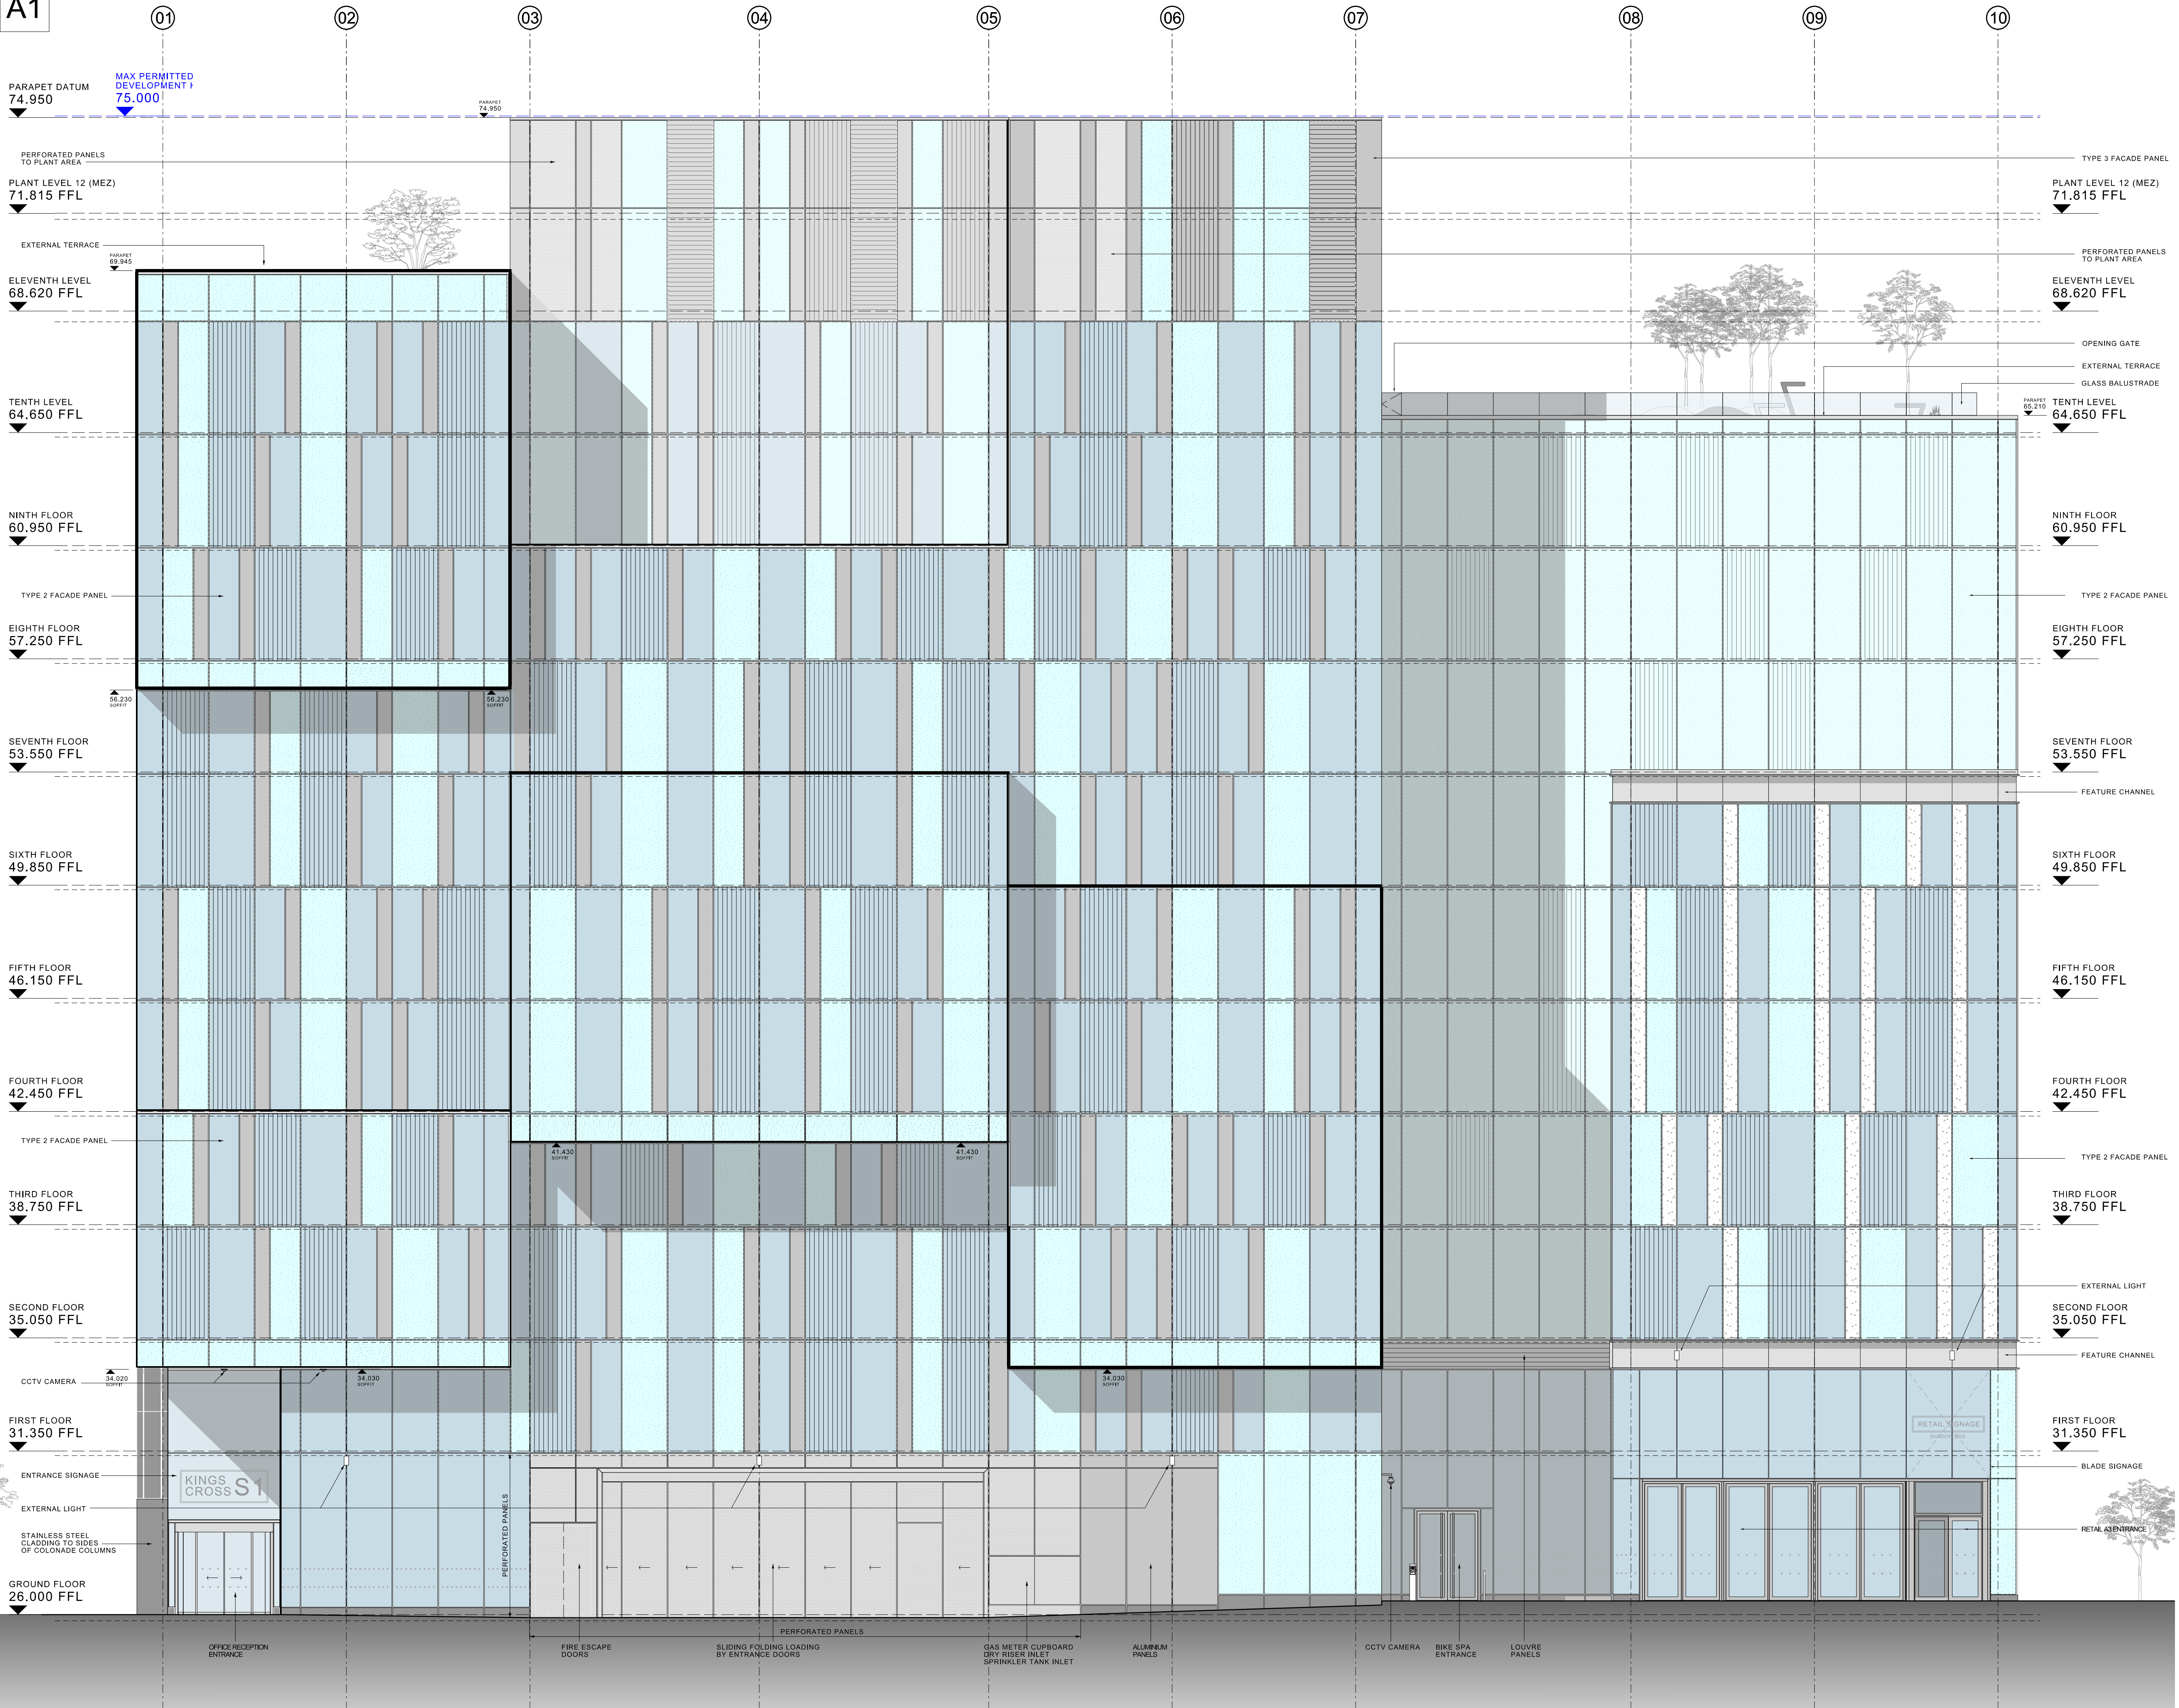 A1
01
02
03
04
05
06
07
08
09
10
PARAPET DATUM
74.950
MAX PERMITTED
DEVELOPMENT H
75.000
PARAPET
74.950
PERFORATED PANELS
TO PLANT AREA
TYPE 3 FACADE PANEL
PLANT LEVEL 12 (MEZ)
71.815 FFL
PLANT LEVEL 12 (MEZ)
71.815 FFL
EXTERNAL TERRACE
PARAPET
69.945
PERFORATED PANELS
TO PLANT AREA
ELEVENTH LEVEL
68.620 FFL
ELEVENTH LEVEL
68.620 FFL
OPENING GATE
EXTERNAL TERRACE
GLASS BALUSTRADE
TENTH LEVEL
64.650 FFL
PARAPET
65.210
TENTH LEVEL
64.650 FFL
NINTH FLOOR
60.950 FFL
NINTH FLOOR
60.950 FFL
TYPE 2 FACADE PANEL
TYPE 2 FACADE PANEL
EIGHTH FLOOR
57.250 FFL
EIGHTH FLOOR
57.250 FFL
56.230
SOFFIT
56.230
SOFFIT
SEVENTH FLOOR
53.550 FFL
SEVENTH FLOOR
53.550 FFL
FEATURE CHANNEL
SIXTH FLOOR
49.850 FFL
SIXTH FLOOR
49.850 FFL
FIFTH FLOOR
46.150 FFL
FIFTH FLOOR
46.150 FFL
FOURTH FLOOR
42.450 FFL
FOURTH FLOOR
42.450 FFL
TYPE 2 FACADE PANEL
41.430
SOFFIT
41.430
SOFFIT
TYPE 2 FACADE PANEL
THIRD FLOOR
38.750 FFL
THIRD FLOOR
38.750 FFL
EXTERNAL LIGHT
SECOND FLOOR
35.050 FFL
SECOND FLOOR
35.050 FFL
FEATURE CHANNEL
CCTV CAMERA
34.020
SOFFIT
34.030
SOFFIT
34.030
SOFFIT
FIRST FLOOR
31.350 FFL
RETAIL SIGNAGE
SHADOW BOX
FIRST FLOOR
31.350 FFL
BLADE SIGNAGE
ENTRANCE SIGNAGE
KINGS
CROSS S1
EXTERNAL LIGHT
PERFORATED PANELS
STAINLESS STEEL
CLADDING TO SIDES
OF COLONADE COLUMNS
RETAIL A3 ENTRANCE
GROUND FLOOR
26.000 FFL
PERFORATED PANELS
OFFICE RECEPTION
ENTRANCE
FIRE ESCAPE
DOORS
SLIDING FOLDING LOADING
BY ENTRANCE DOORS
GAS METER CUPBOARD
DRY RISER INLET
SPRINKLER TANK INLET
ALUMINIUM
PANELS
CCTV CAMERA
BIKE SPA
ENTRANCE
LOUVRE
PANELS